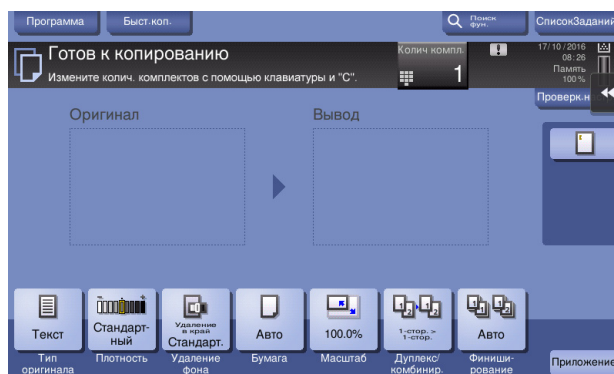 Программа
Быст.коп.
Поиск
фун.
СписокЗаданий
Готов к копированию
Измените колич. комплектов с помощью клавиатуры и "С".
Колич компл.
1
17/10/2016
08:26
Память
100%
Проверк.н
Оригинал
Вывод
Текст
Стандарт-
ный
Удаление
в край
Стандарт.
Авто
100.0%
1-стор. >
1-стор.
Авто
Тип
оригинала
Плотность
Удаление
фона
Бумага
Масштаб
Дуплекс/
комбинир.
Финиши-
рование
Приложение